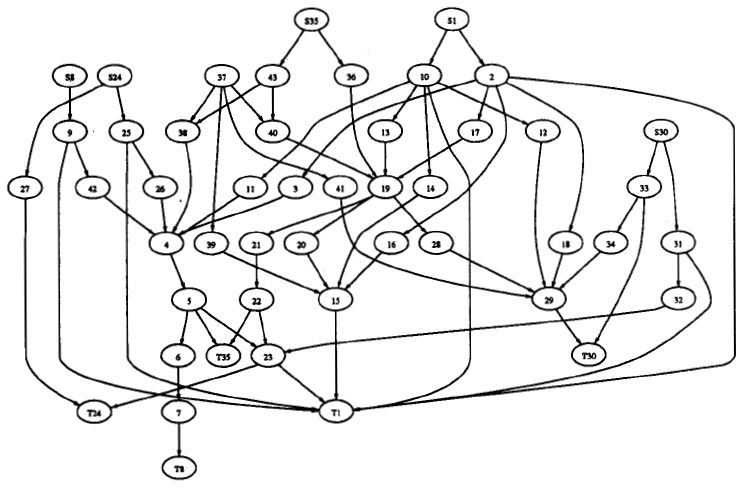 S35 S1
S8 S24 37 43 36 10 2
9 25 38 40 13 17 12 S30
27 42 26 11 3 41 19 14 33
4 39 21 20 16 28 18 34 31
5 22 15 29 32
6 T35 23 T30
T24 7 T1
T8